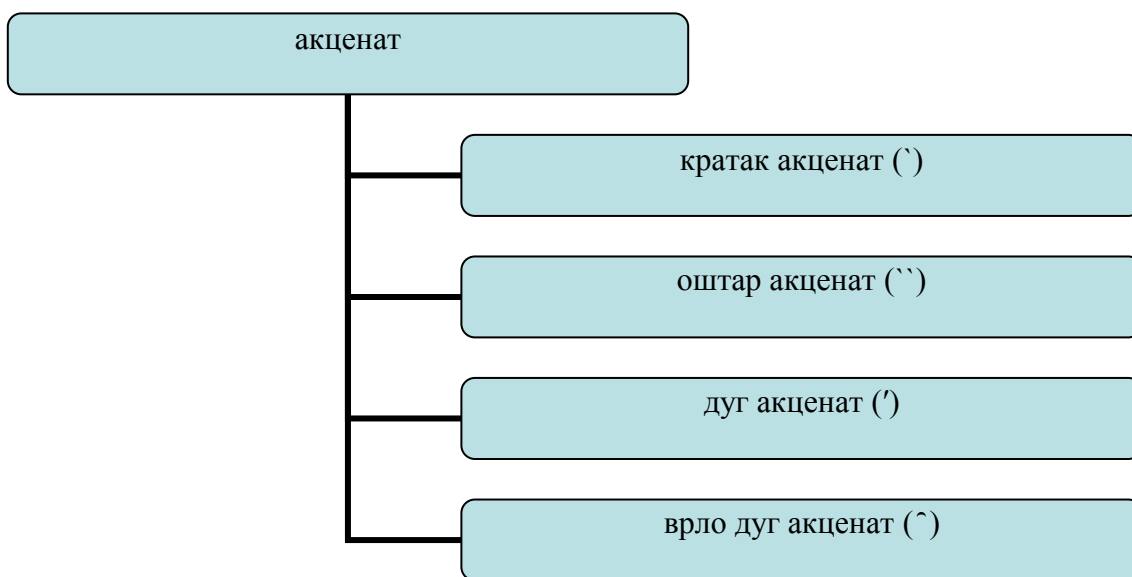 акценат
кратак акценат (`)
оштар акценат (``)
дуг акценат (′)
врло дуг акценат (ˆ)